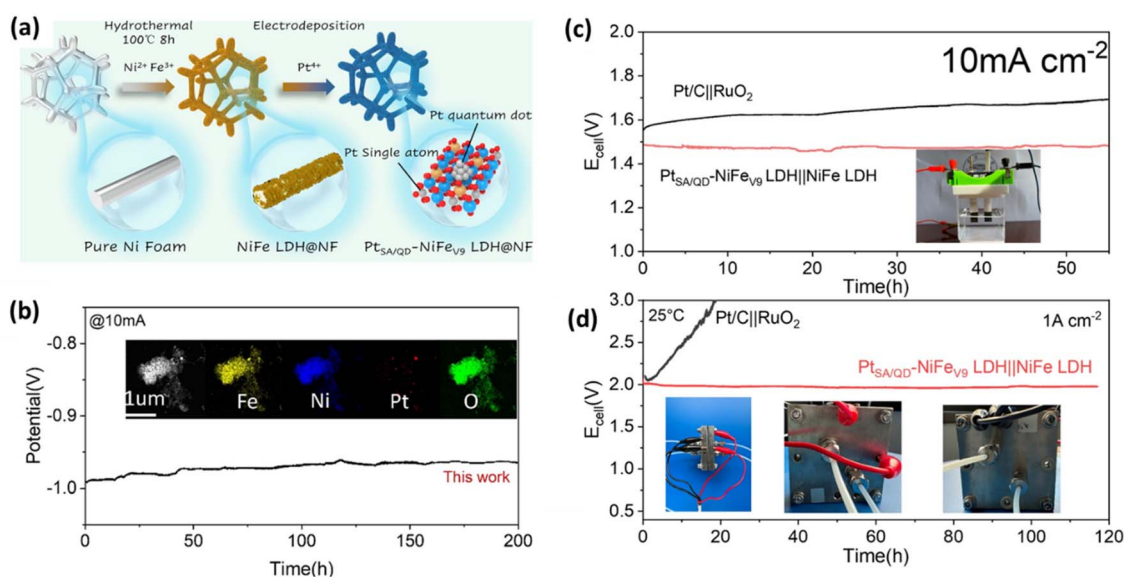 (a)
Hydrothermal
100℃ 8h
Ni²⁺ Fe³⁺
Electrodeposition
Pt⁴⁺
Pt quantum dot
Pt Single atom
Pure Ni Foam
NiFe LDH@NF
Pt_SA/QD-NiFe_V9 LDH@NF
(b)
@10mA
-0.8
-0.9
-1.0
Potential(V)
1um
Fe
Ni
Pt
O
This work
0
50
100
150
200
Time(h)
(c)
10mA cm⁻²
2.0
1.8
1.6
1.4
1.2
1.0
E_cell(V)
Pt/C||RuO₂
Pt_SA/QD-NiFe_V9 LDH||NiFe LDH
0
10
20
30
40
50
Time(h)
(d)
25°C
Pt/C||RuO₂
1A cm⁻²
Pt_SA/QD-NiFe_V9 LDH||NiFe LDH
3.0
2.5
2.0
1.5
1.0
0.5
E_cell(V)
0
20
40
60
80
100
120
Time(h)